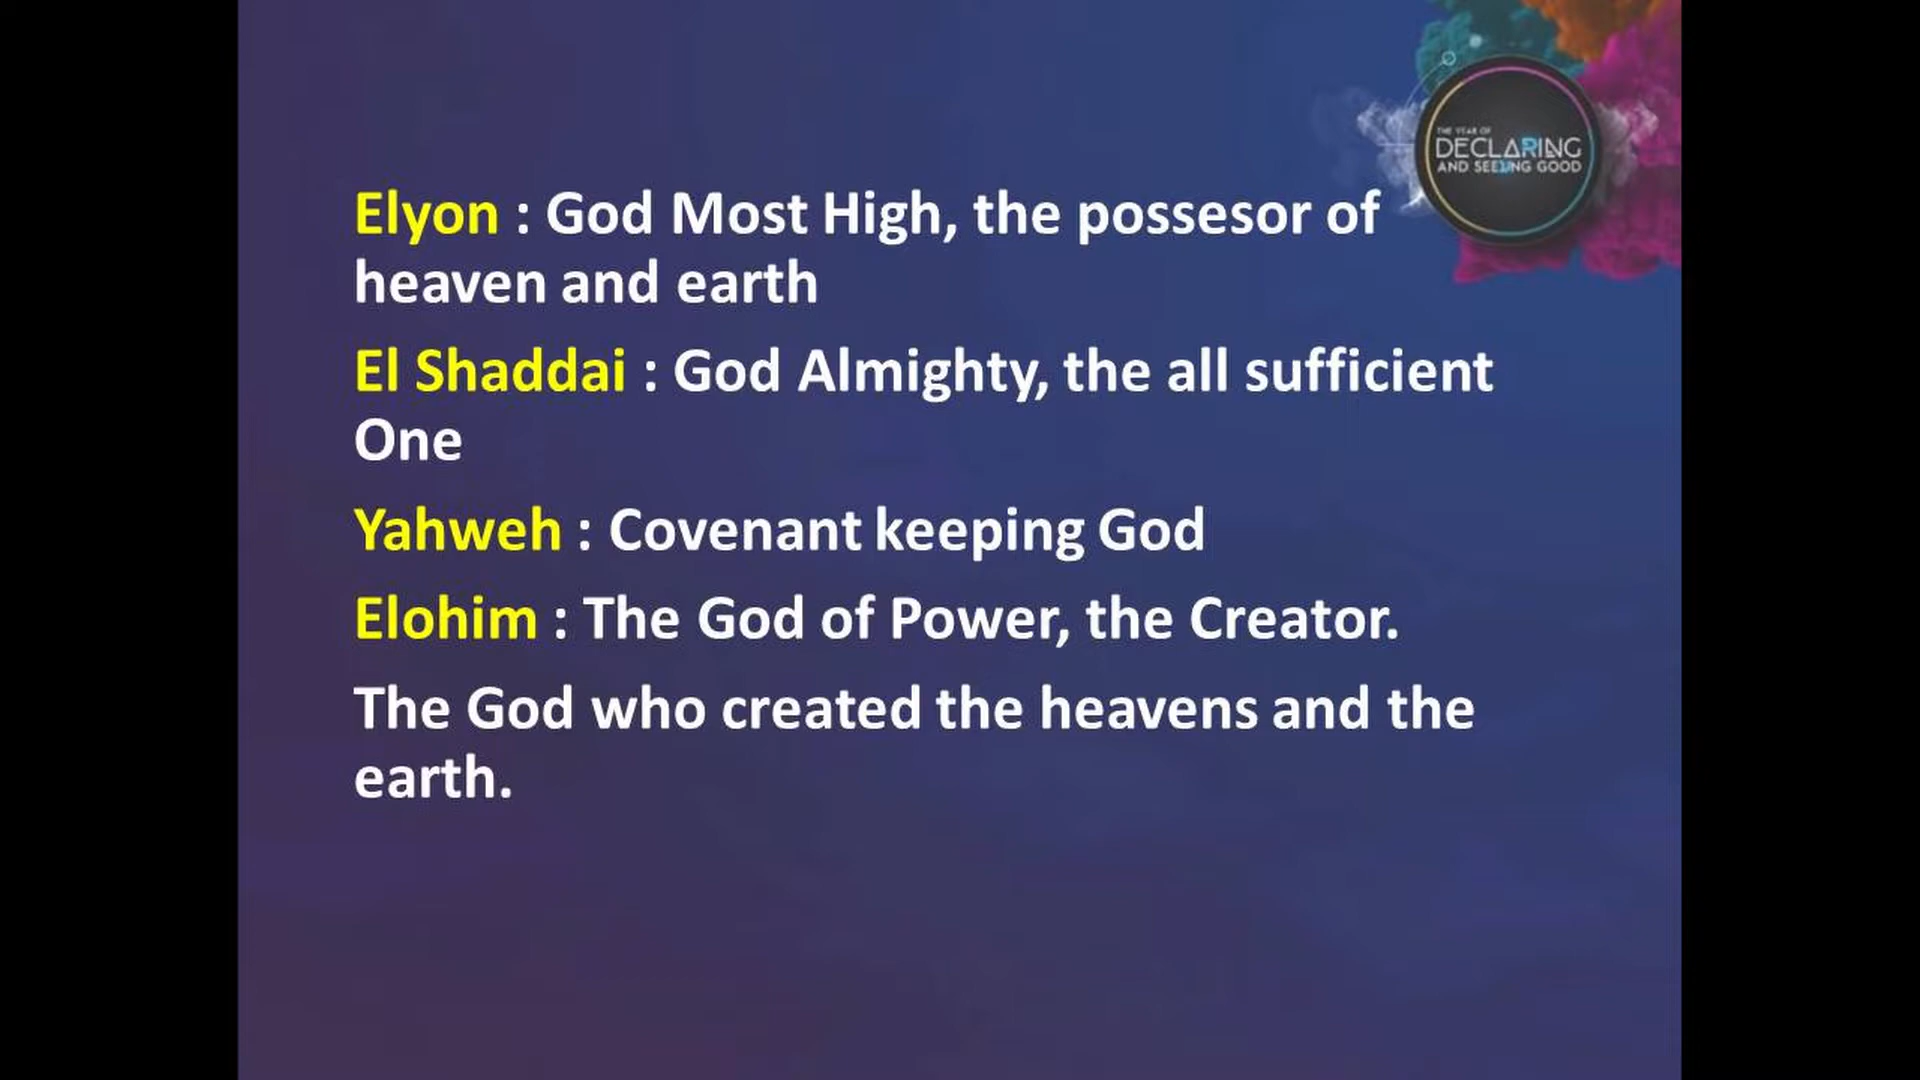 THE YEAR OF
DECLARING
AND SEEING GOOD
Elyon : God Most High, the possesor of
heaven and earth
El Shaddai : God Almighty, the all sufficient
One
Yahweh : Covenant keeping God
Elohim : The God of Power, the Creator.
The God who created the heavens and the
earth.